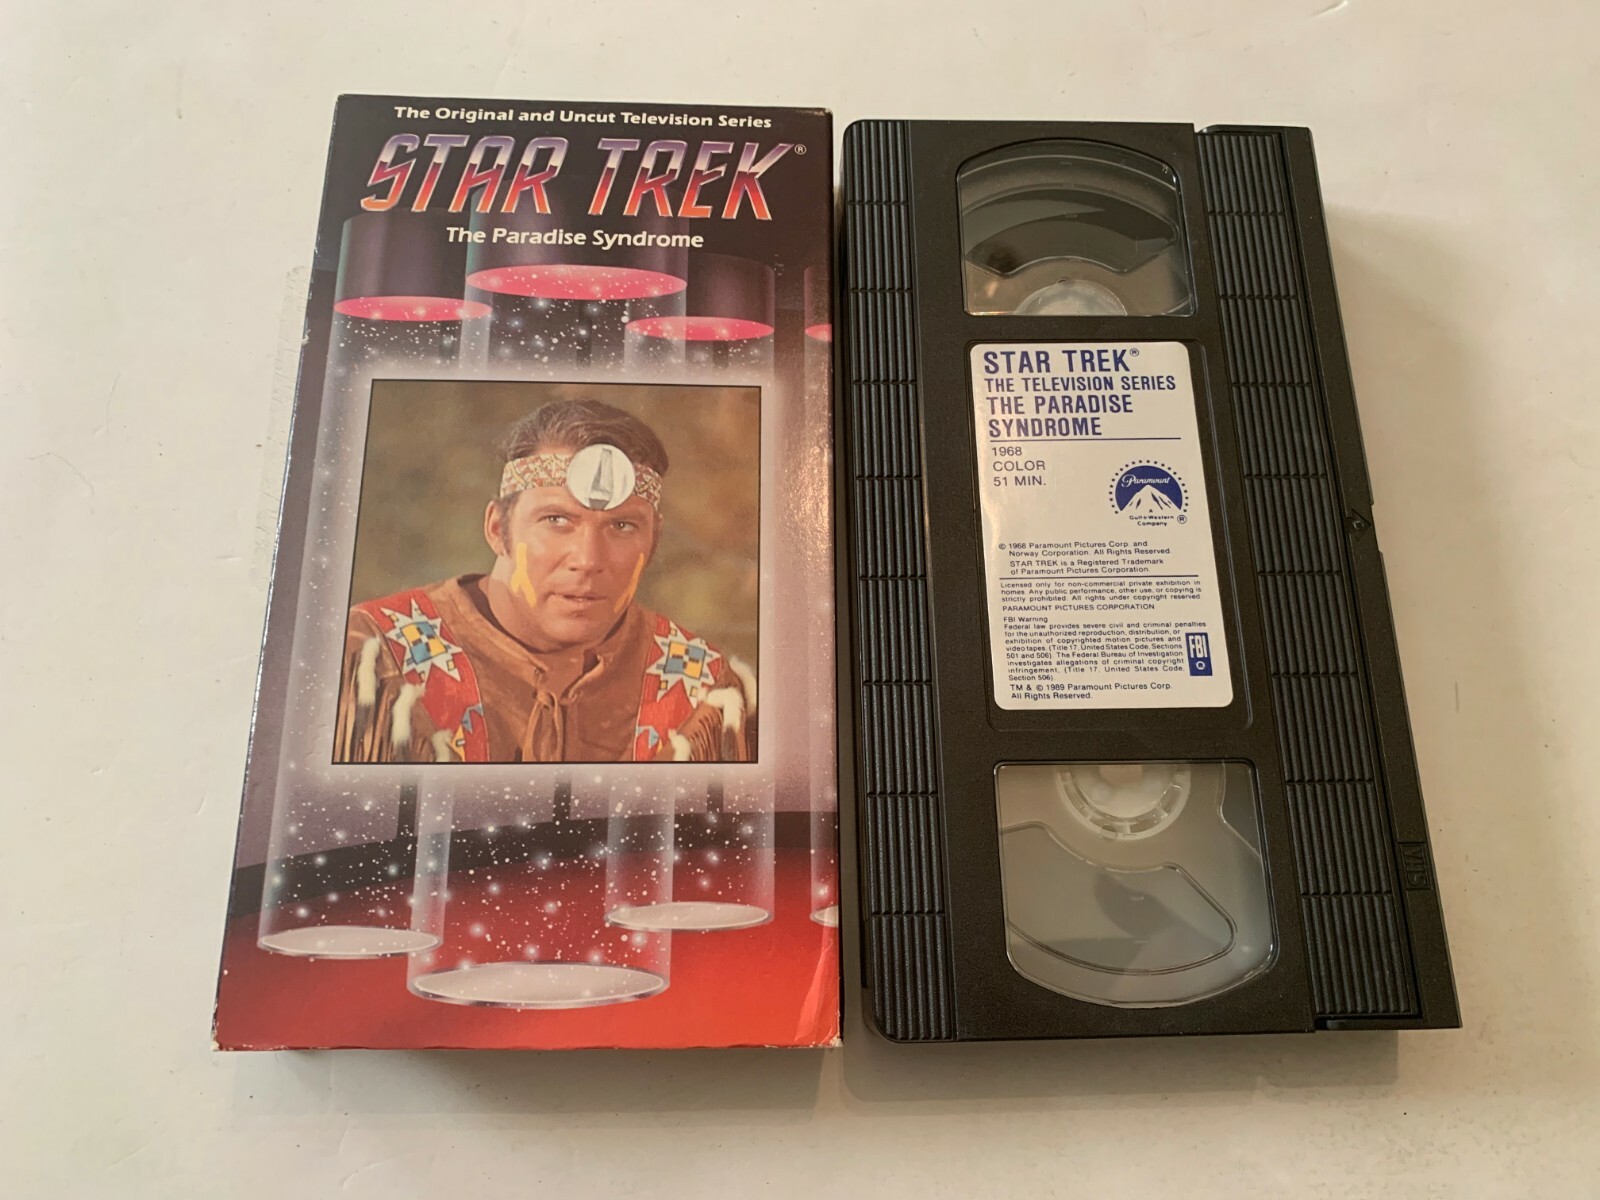 The Original and Uncut Television Series
STAR TREK®
The Paradise Syndrome
STAR TREK®
THE TELEVISION SERIES
THE PARADISE
SYNDROME
1968
COLOR
51 MIN.
Paramount
A
Gulf+Western
Company ®
© 1968 Paramount Pictures Corp. and
Norway Corporation. All Rights Reserved.
STAR TREK is a Registered Trademark
of Paramount Pictures Corporation.
Licensed only for non-commercial private exhibition in
homes. Any public performance, other use, or copying is
strictly prohibited. All rights under copyright reserved.
PARAMOUNT PICTURES CORPORATION
FBI Warning
Federal law provides severe civil and criminal penalties
for the unauthorized reproduction, distribution, or
exhibition of copyrighted motion pictures and
video tapes, (Title 17, United States Code, Sections
501 and 506). The Federal Bureau of Investigation
investigates allegations of criminal copyright
infringement, (Title 17, United States Code,
Section 506).
FBI
TM & © 1989 Paramount Pictures Corp.
All Rights Reserved.
VHS